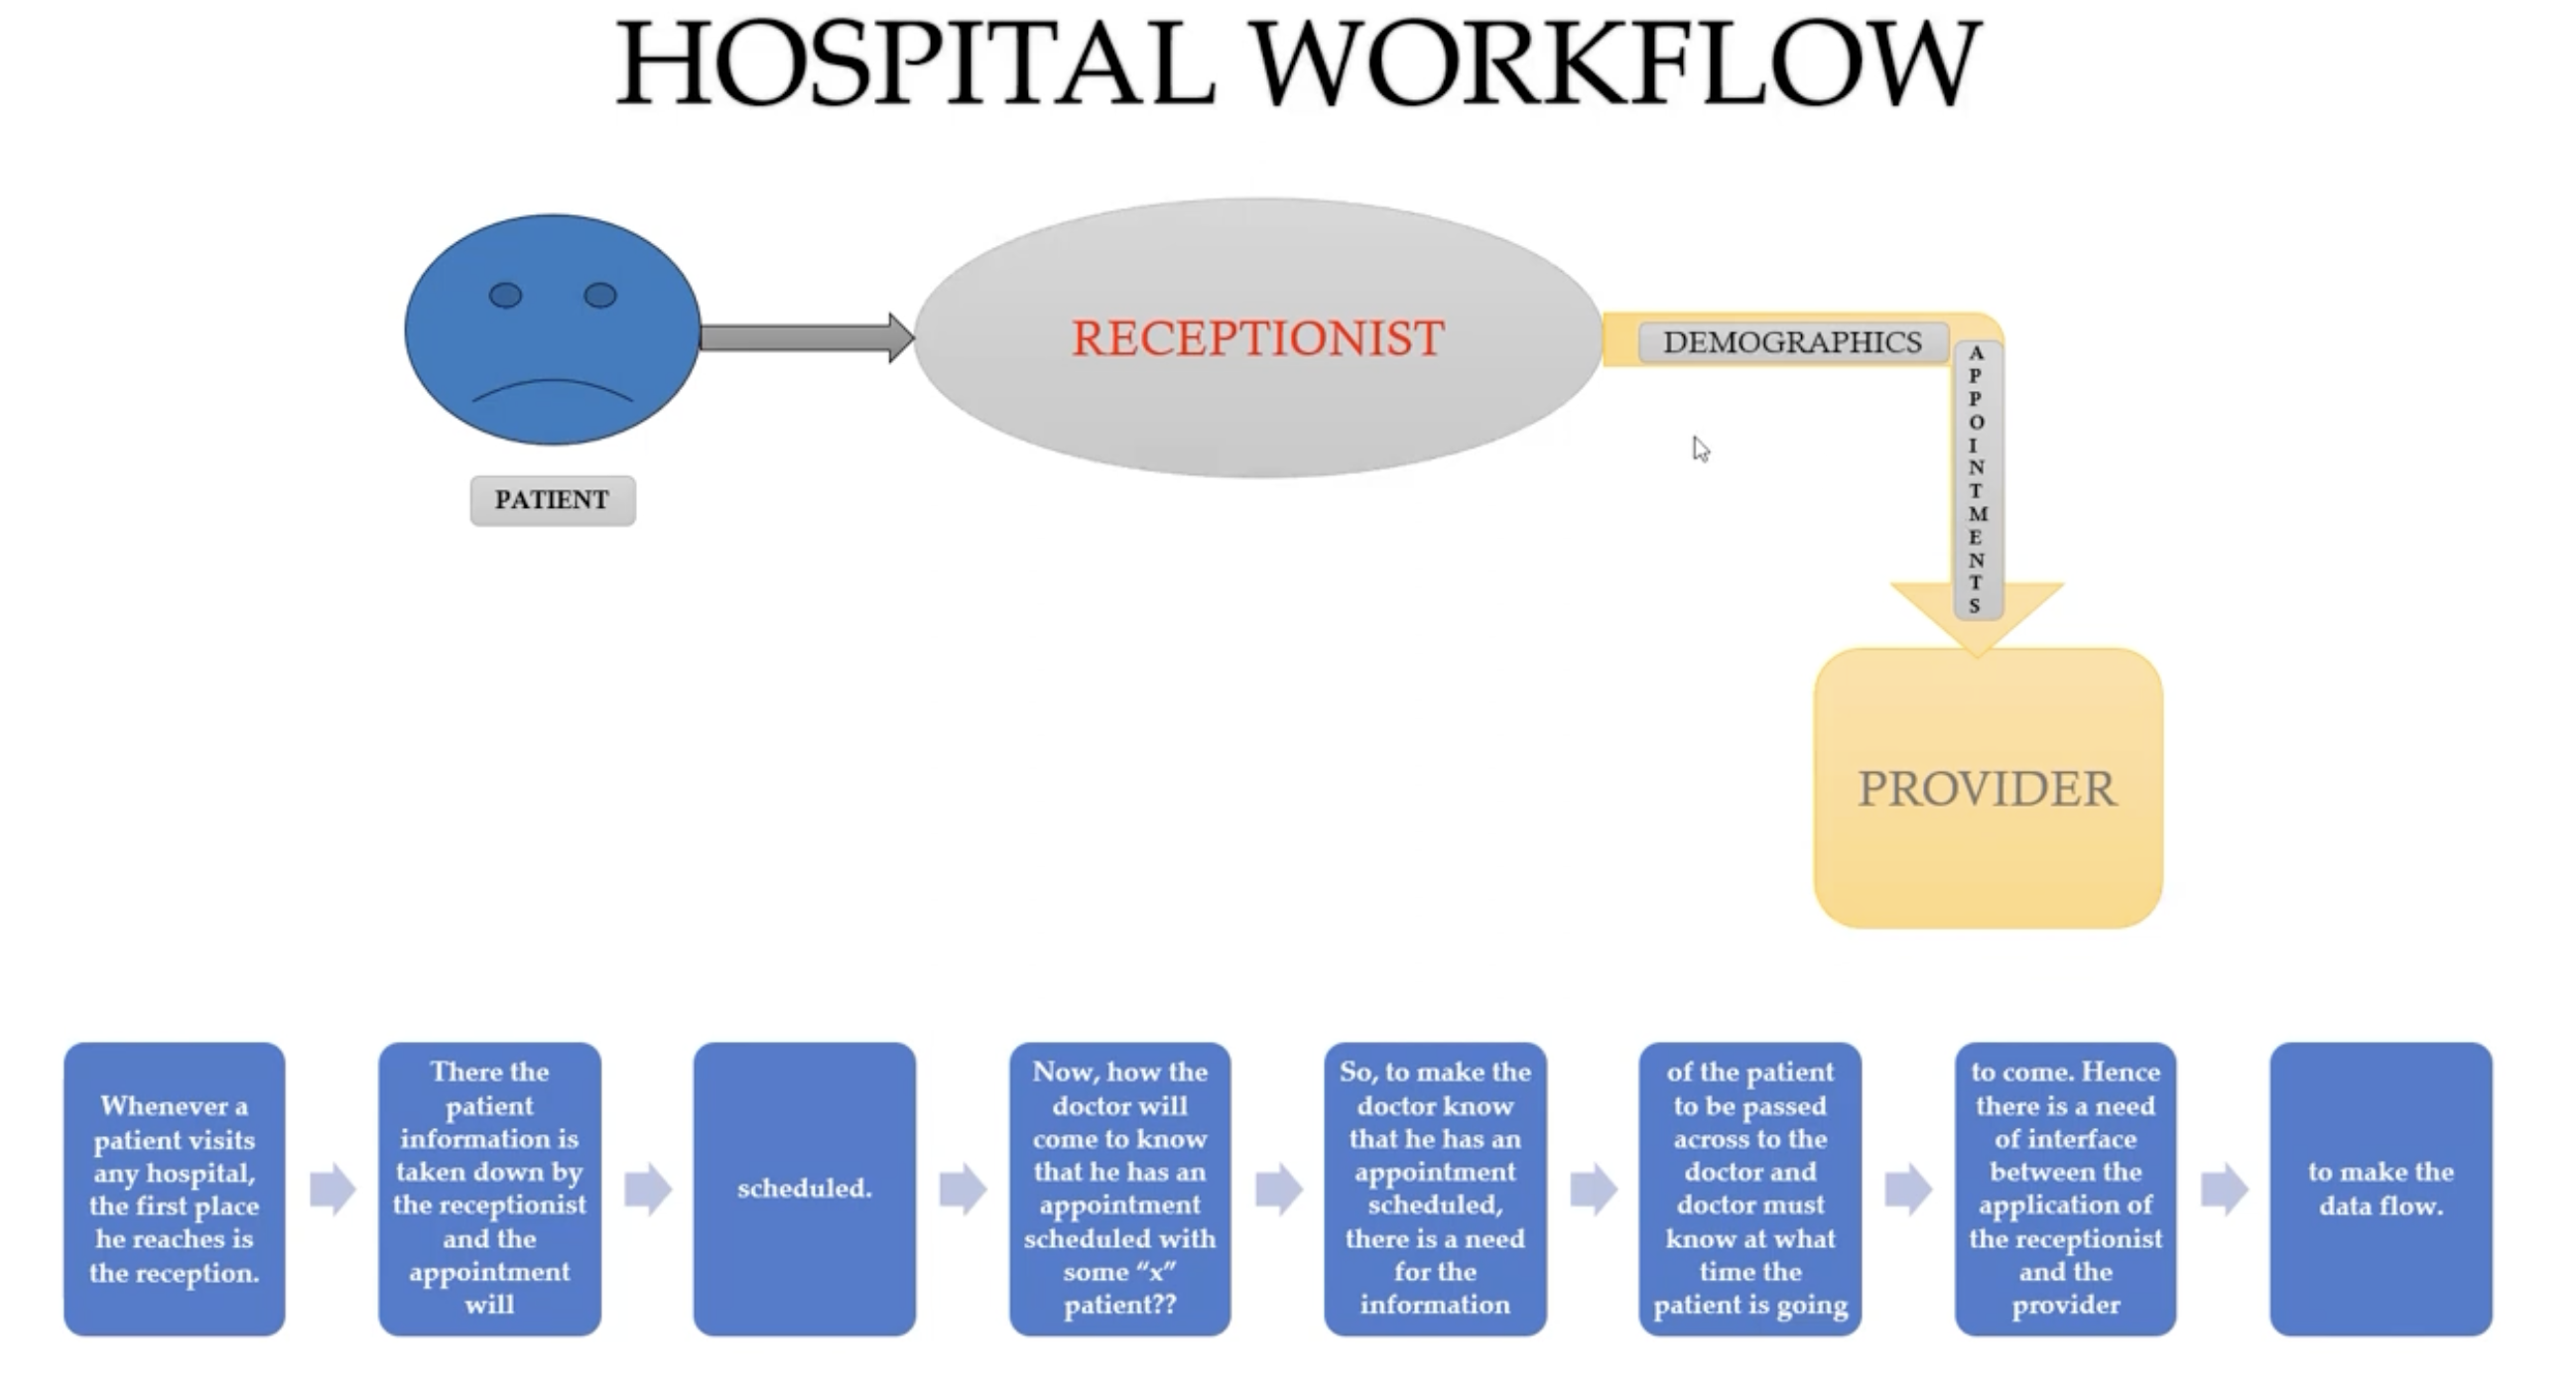 HOSPITAL WORKFLOW
RECEPTIONIST
DEMOGRAPHICS
APPOINTMENTS
PATIENT
PROVIDER
Whenever a
patient visits
any hospital,
the first place
he reaches is
the reception.
There the
patient
information is
taken down by
the receptionist
and the
appointment
will
scheduled.
Now, how the
doctor will
come to know
that he has an
appointment
scheduled with
some “x”
patient??
So, to make the
doctor know
that he has an
appointment
scheduled,
there is a need
for the
information
of the patient
to be passed
across to the
doctor and
doctor must
know at what
time the
patient is going
to come. Hence
there is a need
of interface
between the
application of
the receptionist
and the
provider
to make the
data flow.